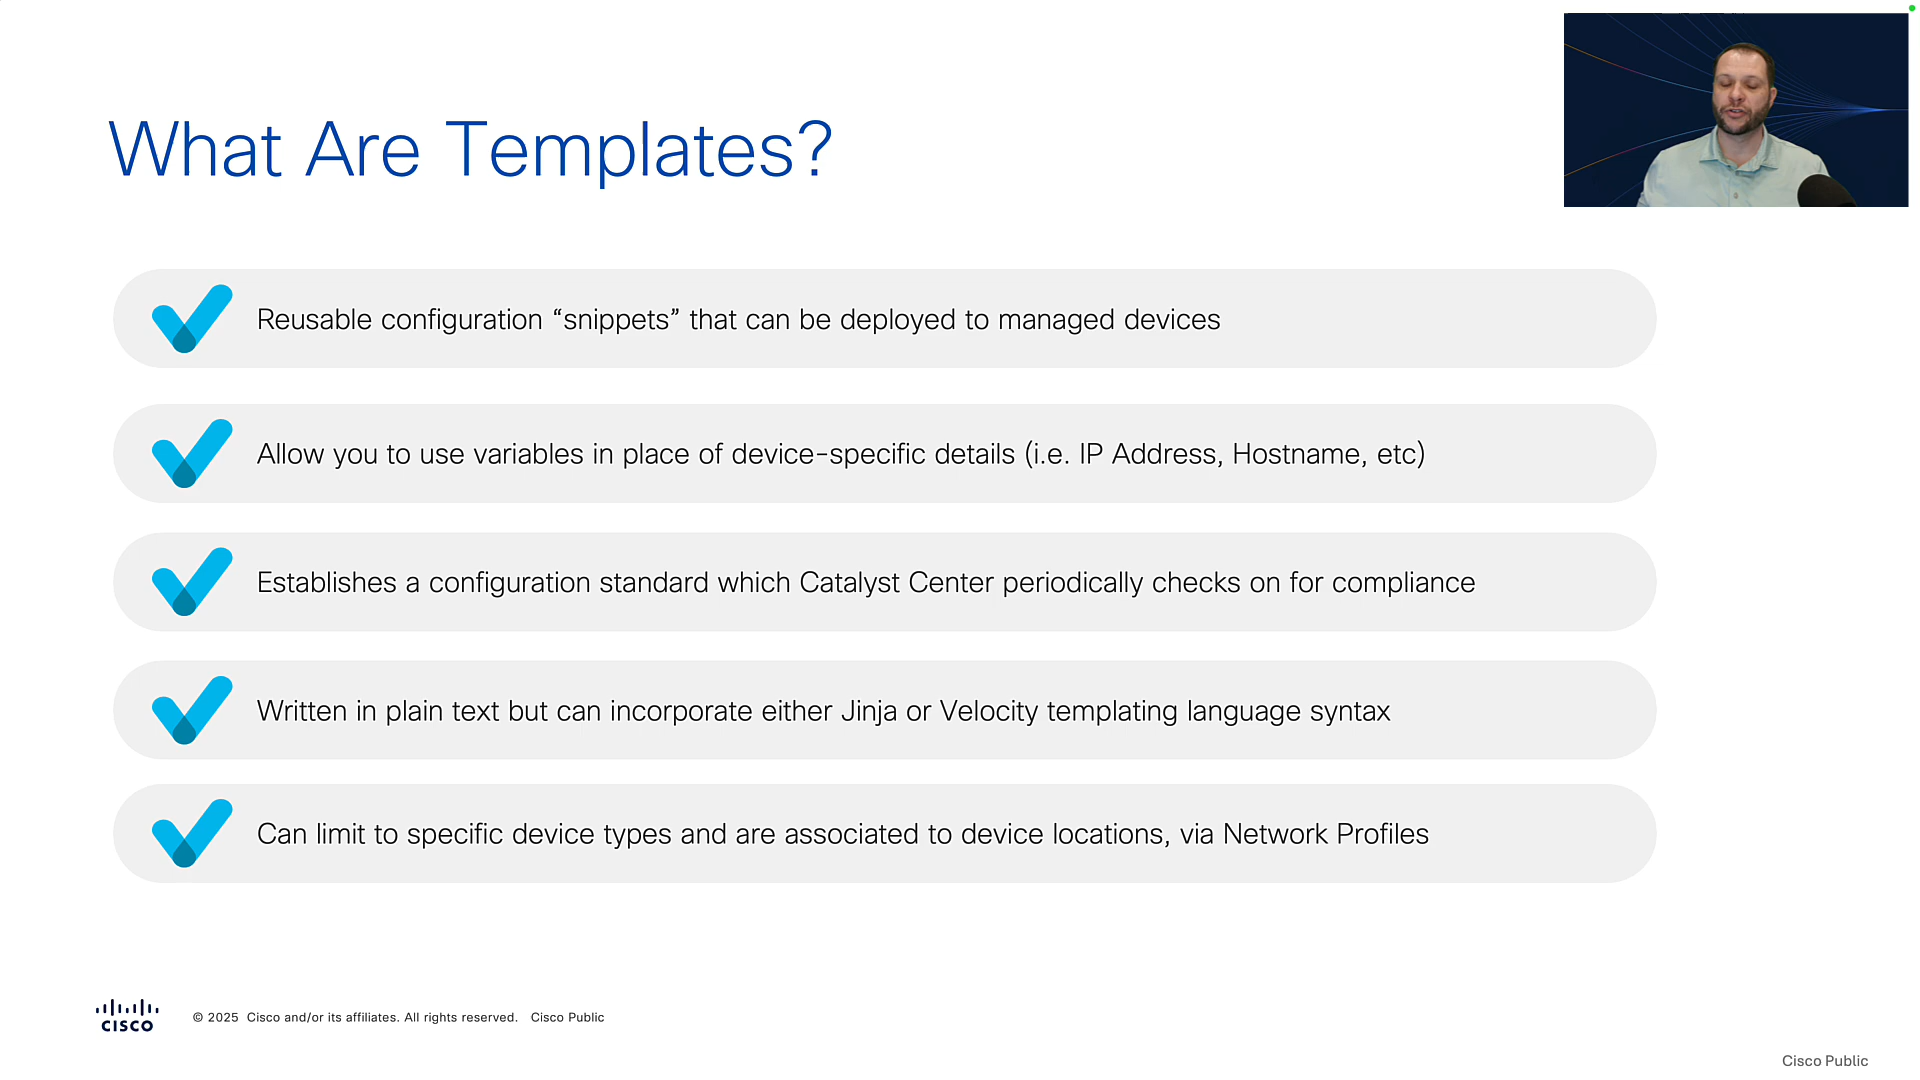 What Are Templates?
Reusable configuration “snippets” that can be deployed to managed devices
Allow you to use variables in place of device-specific details (i.e. IP Address, Hostname, etc)
Establishes a configuration standard which Catalyst Center periodically checks on for compliance
Written in plain text but can incorporate either Jinja or Velocity templating language syntax
Can limit to specific device types and are associated to device locations, via Network Profiles
CISCO
© 2025 Cisco and/or its affiliates. All rights reserved. Cisco Public
Cisco Public